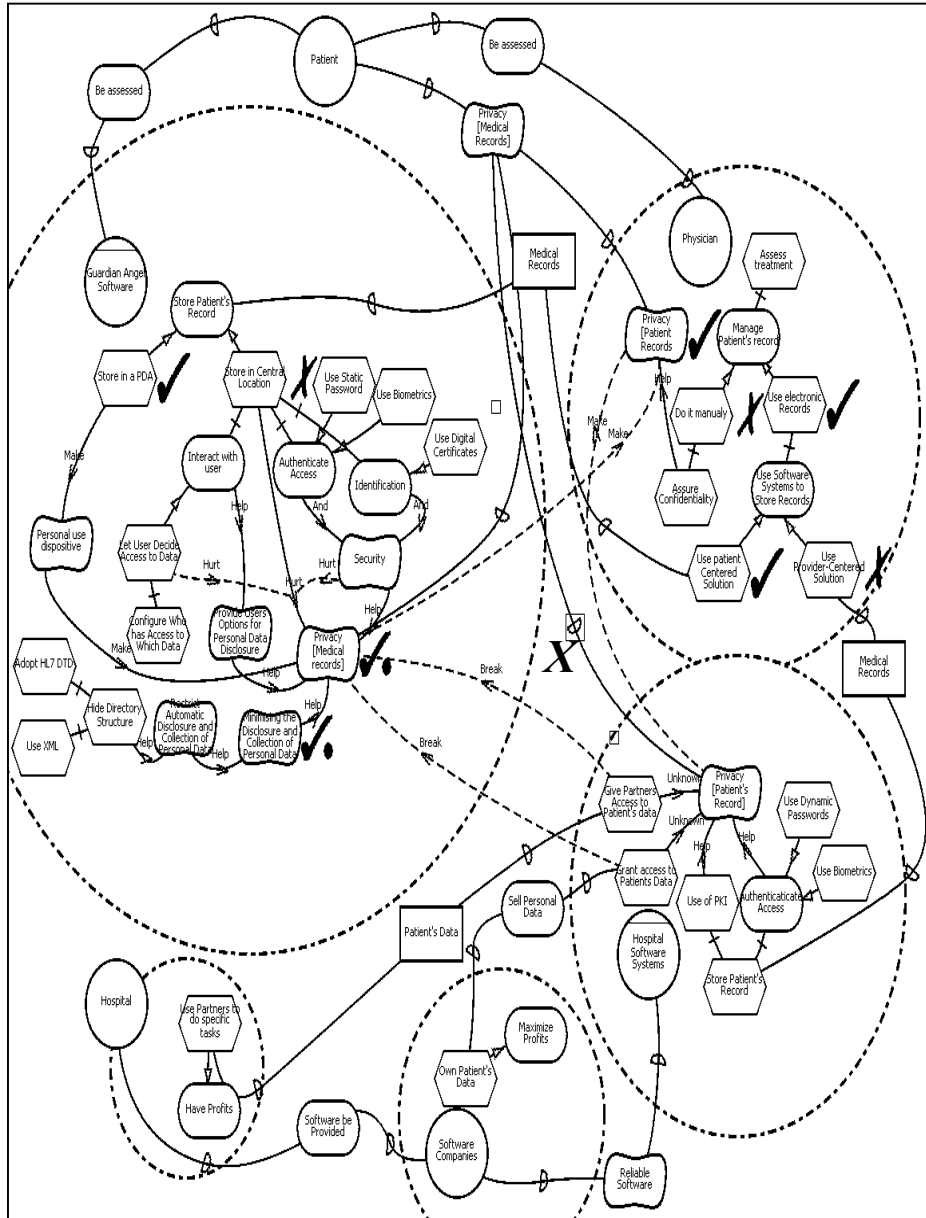 Patient
Be assessed
Be assessed
Privacy
[Medical
Records]
Guardian Angel
Software
Medical
Records
Physician
Assess
treatment
Store Patient's
Record
Privacy
[Patient
Records]
Manage
Patient's record
Store in a PDA
Store in Central
Location
Use Static
Password
Use Biometrics
Help
Do it manualy
Use electronic
Records
Make
Make
Make
Interact with
user
Authenticate
Access
Use Digital
Certificates
Identification
Assure
Confidentiality
Use Software
Systems to
Store Records
And
And
Help
Personal use
dispositive
Let User Decide
Access to Data
Security
Use patient
Centered
Solution
Use
Provider-Centered
Solution
Hurt
Hurt
Hurt
Configure Who
has Access to
Which Data
Provide Users
Options for
Personal Data
Disclosure
Help
Privacy
[Medical
records]
X
Medical
Records
Adopt HL7 DTD
Make
Help
Break
Hide Directory
Structure
Restrict
Automatic
Disclosure and
Collection of
Personal Data
Minimising the
Disclosure and
Collection of
Personal Data
Help
Use XML
Help
Help
Break
Give Partners
Access to
Patient's data
Unknown
Privacy
[Patient's
Record]
Use Dynamic
Passwords
Unknown
Help
Help
Grant access to
Patients Data
Use of PKI
Authenticaticate
Access
Use Biometrics
Sell Personal
Data
Patient's Data
Hospital
Software
Systems
Store Patient's
Record
Hospital
Use Partners to
do specific
tasks
Maximize
Profits
Own Patient's
Data
Have Profits
Software be
Provided
Software
Companies
Reliable
Software